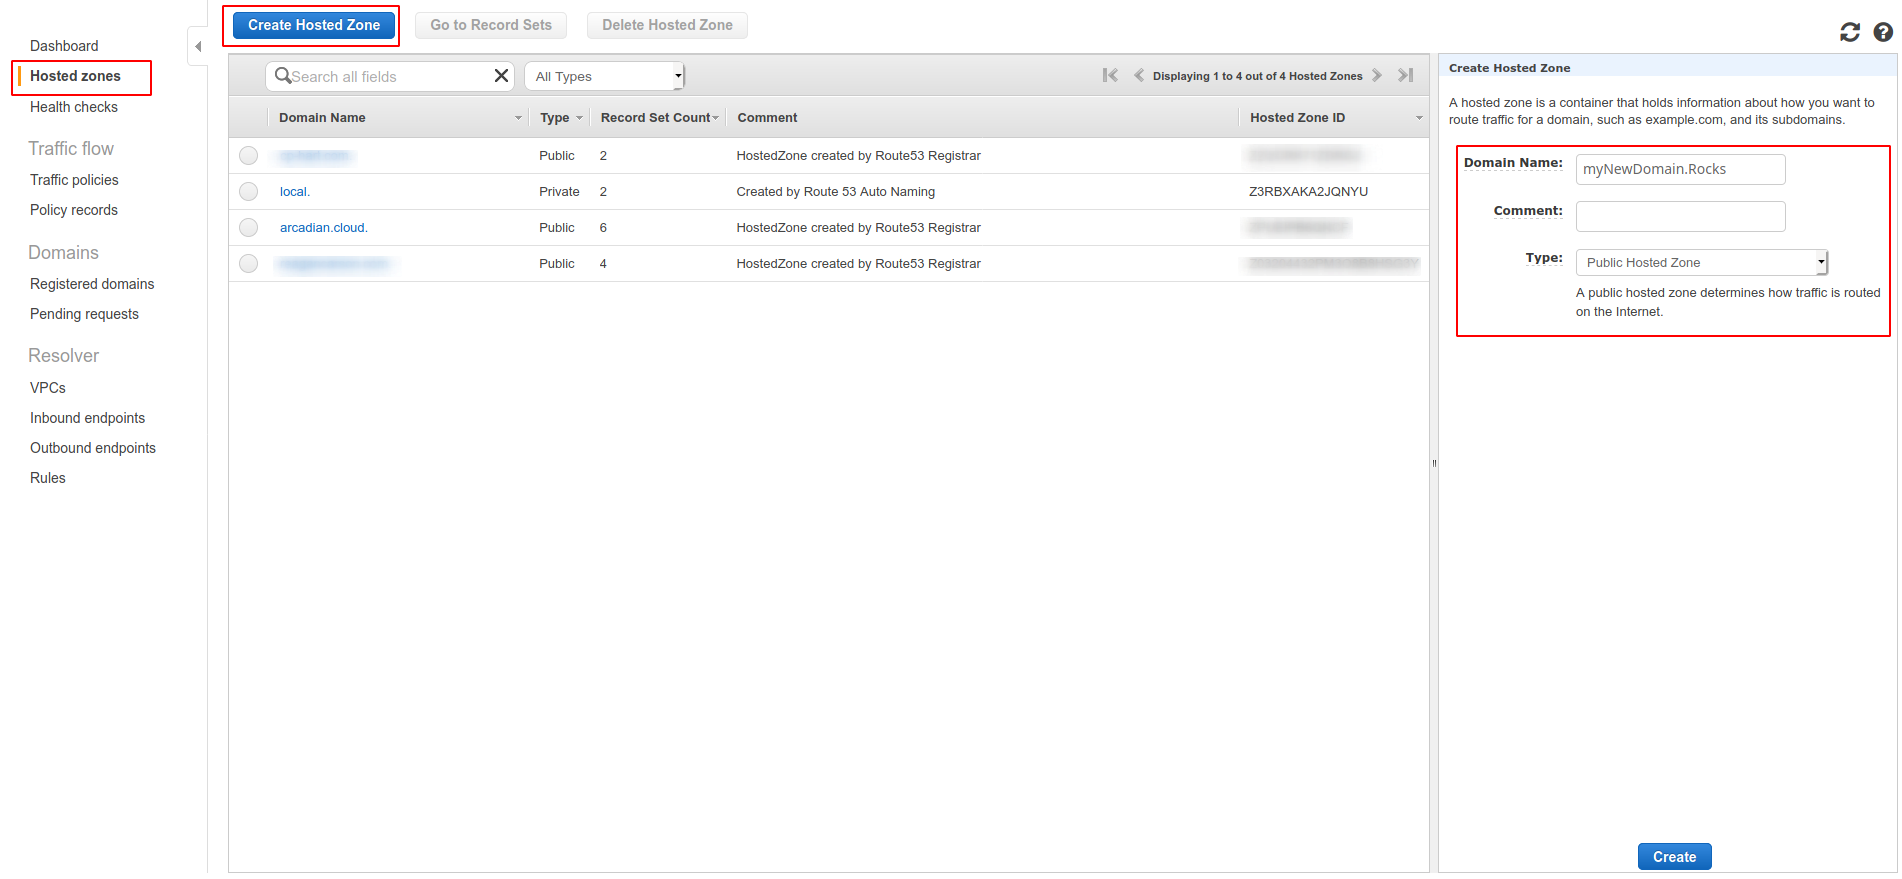 Create Hosted Zone
Go to Record Sets
Delete Hosted Zone
Dashboard
Hosted zones
Health checks
Traffic flow
Traffic policies
Policy records
Domains
Registered domains
Pending requests
Resolver
VPCs
Inbound endpoints
Outbound endpoints
Rules
Search all fields
All Types
Displaying 1 to 4 out of 4 Hosted Zones
Domain Name Type Record Set Count Comment Hosted Zone ID
Public 2 HostedZone created by Route53 Registrar
local. Private 2 Created by Route 53 Auto Naming Z3RBXAKA2JQNYU
arcadian.cloud. Public 6 HostedZone created by Route53 Registrar
Public 4 HostedZone created by Route53 Registrar
Create Hosted Zone
A hosted zone is a container that holds information about how you want to
route traffic for a domain, such as example.com, and its subdomains.
Domain Name: myNewDomain.Rocks
Comment:
Type: Public Hosted Zone
A public hosted zone determines how traffic is routed
on the Internet.
Create